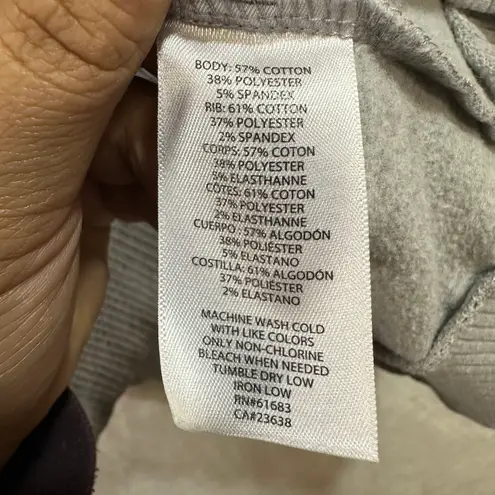 BODY: 57% COTTON
38% POLYESTER
5% SPANDEX
RIB: 61% COTTON
37% POLYESTER
2% SPANDEX
CORPS: 57% COTON
38% POLYESTER
5% ELASTHANNE
CÔTES: 61% COTON
37% POLYESTER
2% ELASTHANNE
CUERPO : 57% ALGODÓN
38% POLIÉSTER
5% ELASTANO
COSTILLA: 61% ALGODÓN
37% POLIÉSTER
2% ELASTANO
MACHINE WASH COLD
WITH LIKE COLORS
ONLY NON-CHLORINE
BLEACH WHEN NEEDED
TUMBLE DRY LOW
IRON LOW
RN#61683
CA#23638